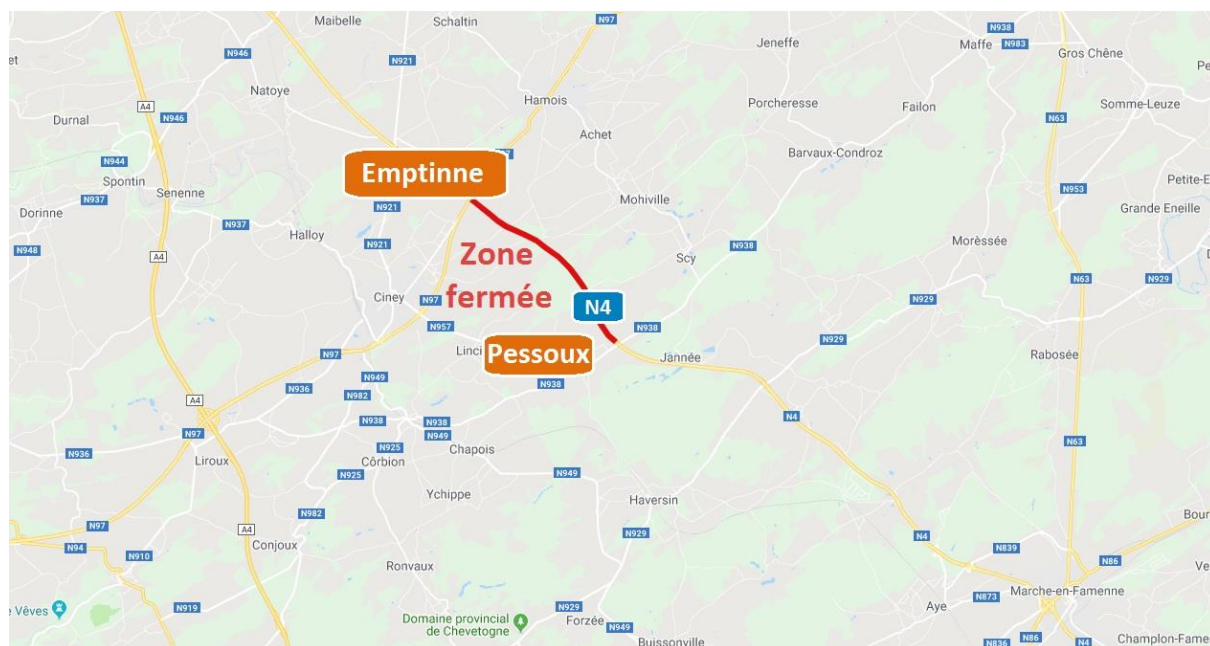 Maibelle
Schaltin
N97
N938
N946
N921
Jeneffe
Maffe
N983
Gros Chêne
et
Natoye
Hamois
Porcheresse
Failon
Somme-Leuze
A4
Durnal
N946
Achet
N63
N944
Emptinne
Barvaux-Condroz
Spontin
N937
Senenne
N953
Petite-E
Dorinne
N921
Mohiville
Grande Eneille
N937
Halloy
N948
N921
Zone
fermée
N938
Morèssée
A4
Scy
N63
N929
Ciney
N97
N4
N929
N957
N938
N929
Linci
Pessoux
Jannée
Rabosée
N97
N949
N936
N982
N938
A4
N938
N938
N4
N97
N949
N63
N936
Liroux
N925
Chapois
Côrbion
N925
N949
Ychippe
Haversin
N982
N97
A4
N929
N4
Bour
N94
Conjoux
N839
N910
N86
Ronvaux
Ve
Marche-en-Famenne
Vêves
N919
N929
Aye
N873
Domaine provincial
de Chevetogne
Forzée
N949
Buissonville
N836
N86
N4
Champlon-Fame